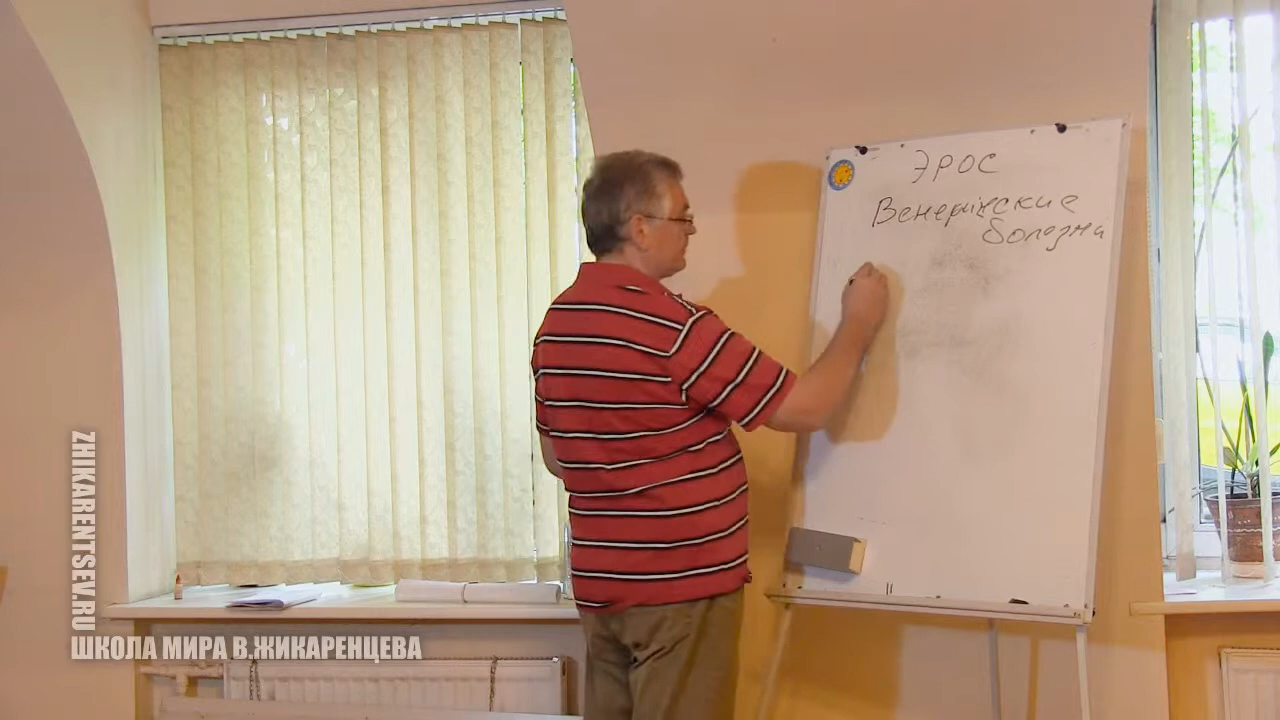 ЭРОС
Венерические
болезни
ZHIKARENTSEV.RU
ШКОЛА МИРА В.ЖИКАРЕНЦЕВА